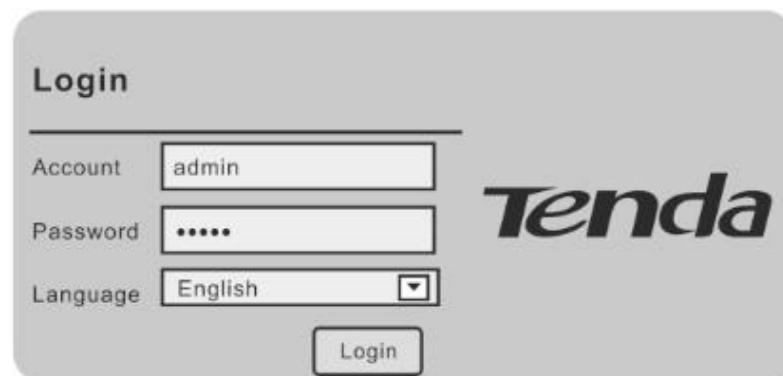 Login
Account admin
Password •••••
Language English
Login
Tenda